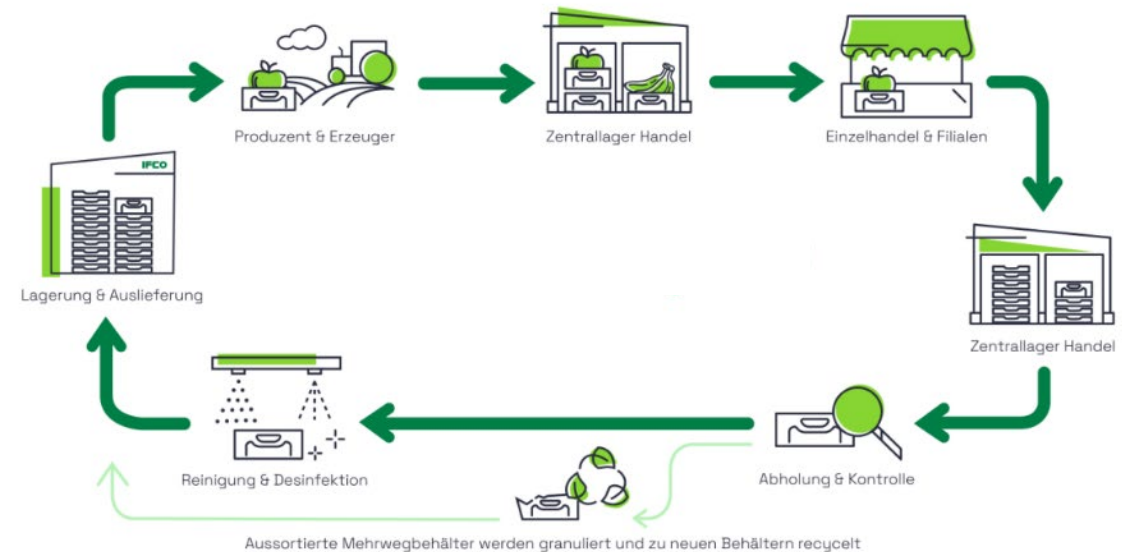 Produzent & Erzeuger
Zentrallager Handel
Einzelhandel & Filialen
IFCO
Lagerung & Auslieferung
Zentrallager Handel
Reinigung & Desinfektion
Abholung & Kontrolle
Aussortierte Mehrwegbehälter werden granuliert und zu neuen Behältern recycelt